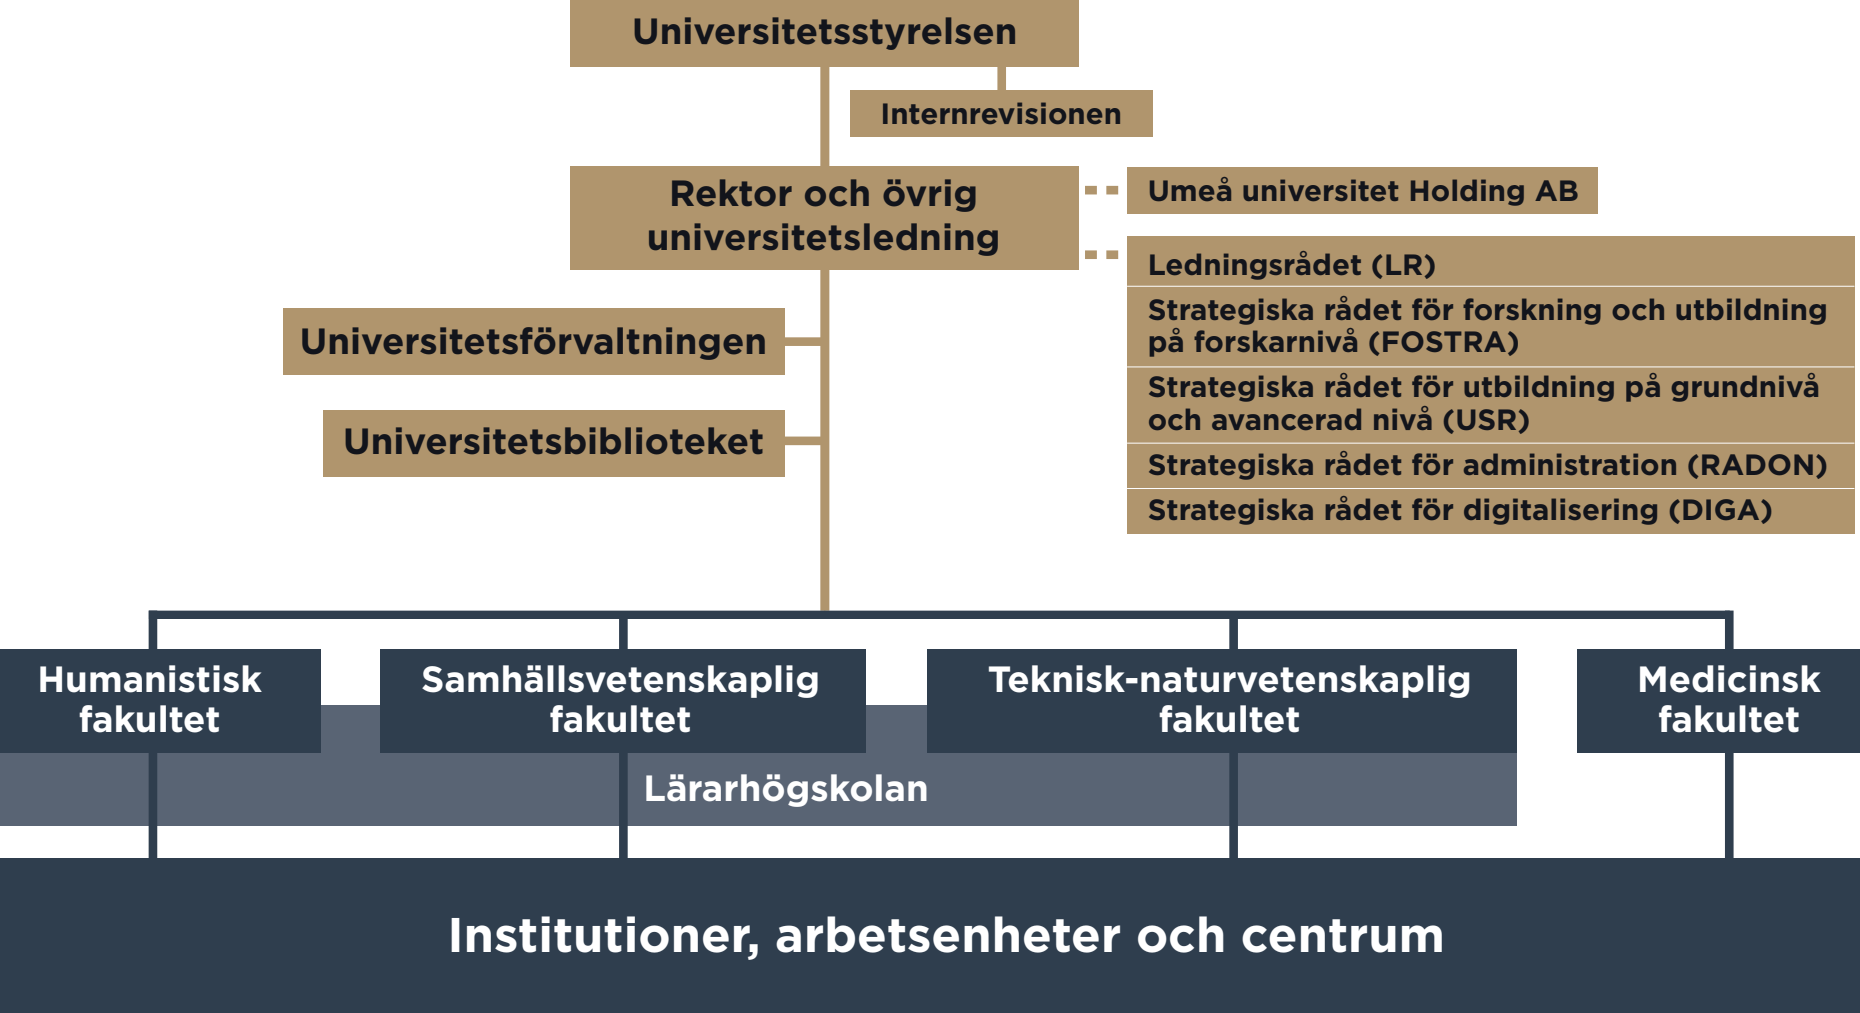 Universitetsstyrelsen
Internrevisionen
Rektor och övrig
universitetsledning
Umeå universitet Holding AB
Ledningsrådet (LR)
Strategiska rådet för forskning och utbildning
på forskarnivå (FOSTRA)
Strategiska rådet för utbildning på grundnivå
och avancerad nivå (USR)
Strategiska rådet för administration (RADON)
Strategiska rådet för digitalisering (DIGA)
Universitetsförvaltningen
Universitetsbiblioteket
Humanistisk
fakultet
Samhällsvetenskaplig
fakultet
Teknisk-naturvetenskaplig
fakultet
Medicinsk
fakultet
Lärarhögskolan
Institutioner, arbetsenheter och centrum